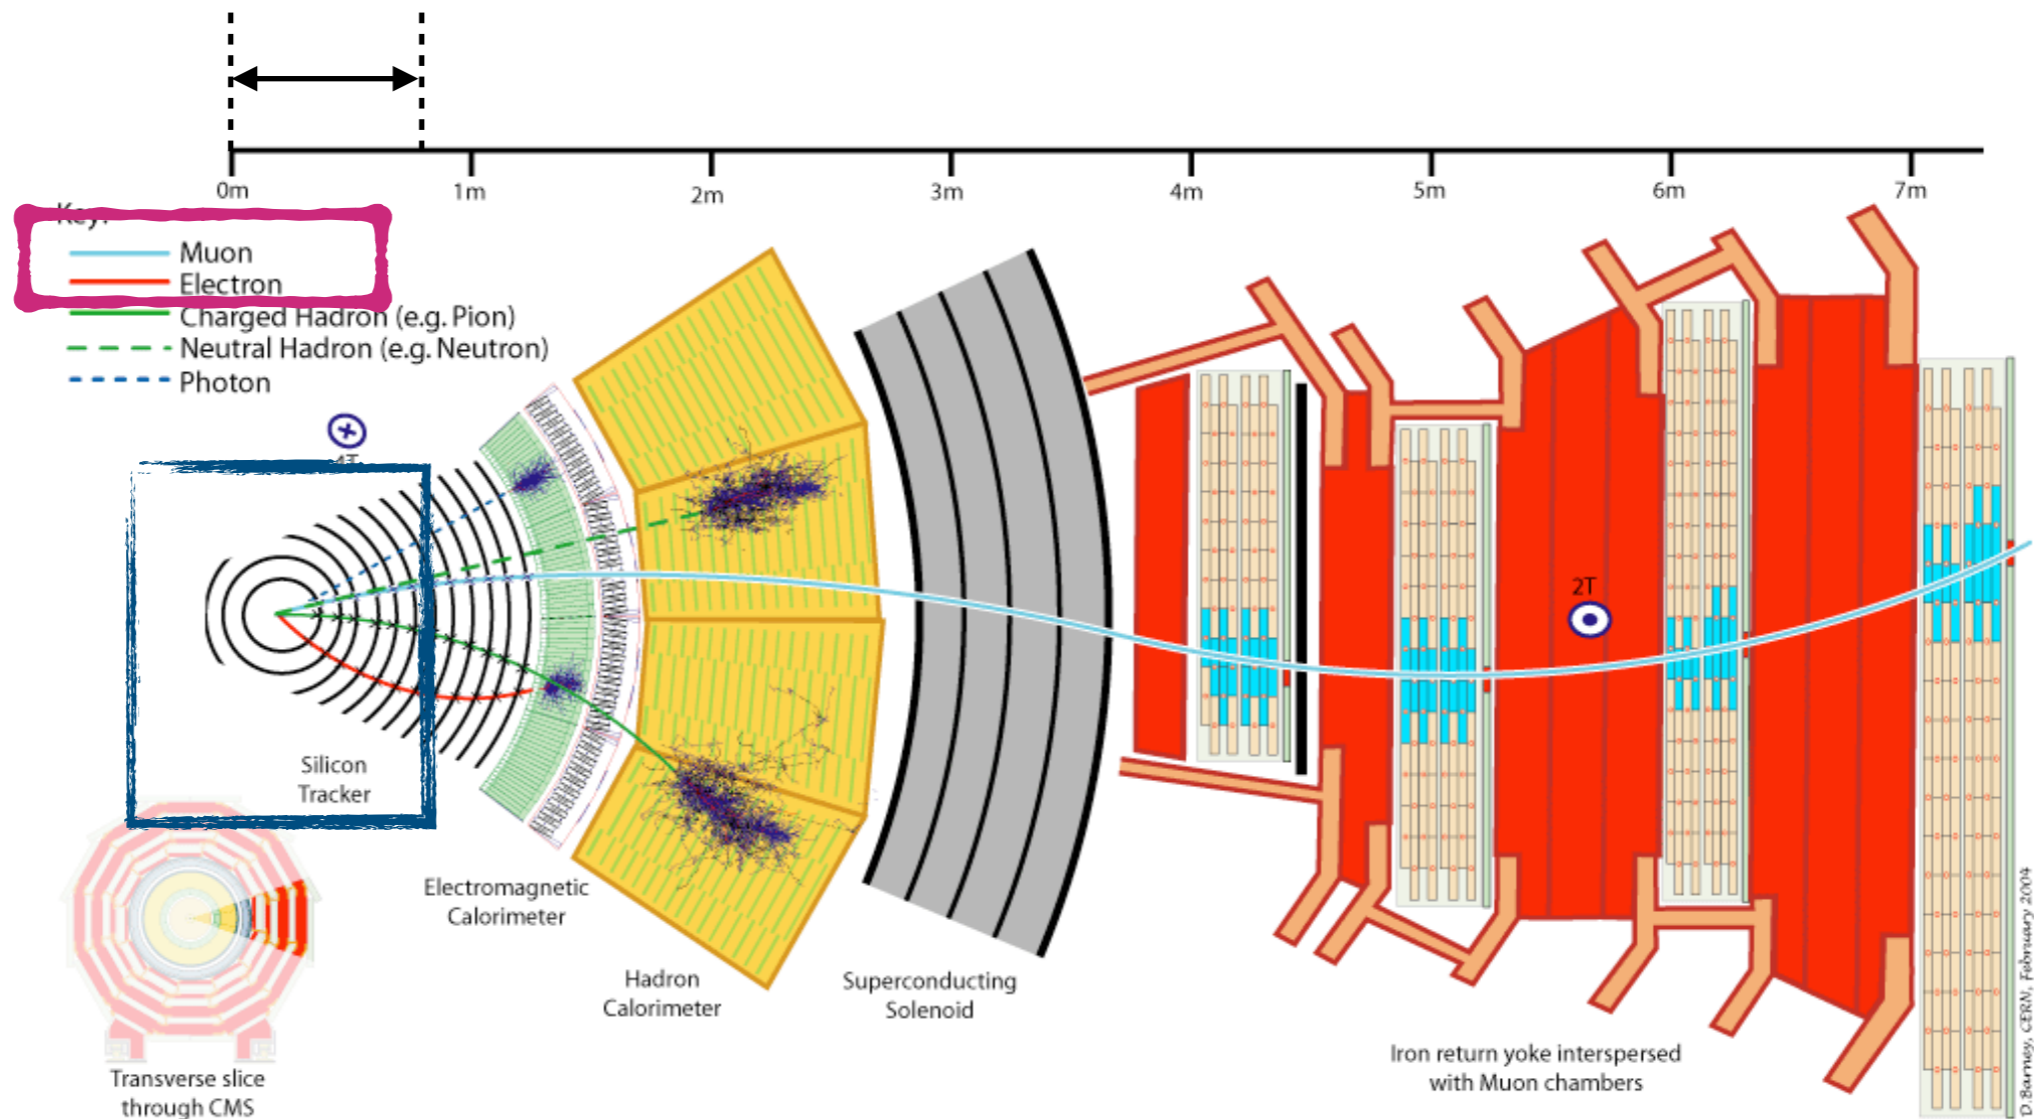 0m
1m
2m
3m
4m
5m
6m
7m
Key:
Muon
Electron
Charged Hadron (e.g. Pion)
Neutral Hadron (e.g. Neutron)
Photon
4T
2T
Silicon
Tracker
Electromagnetic
Calorimeter
Hadron
Calorimeter
Superconducting
Solenoid
Iron return yoke interspersed
with Muon chambers
Transverse slice
through CMS
D.Barney, CERN, February 2004